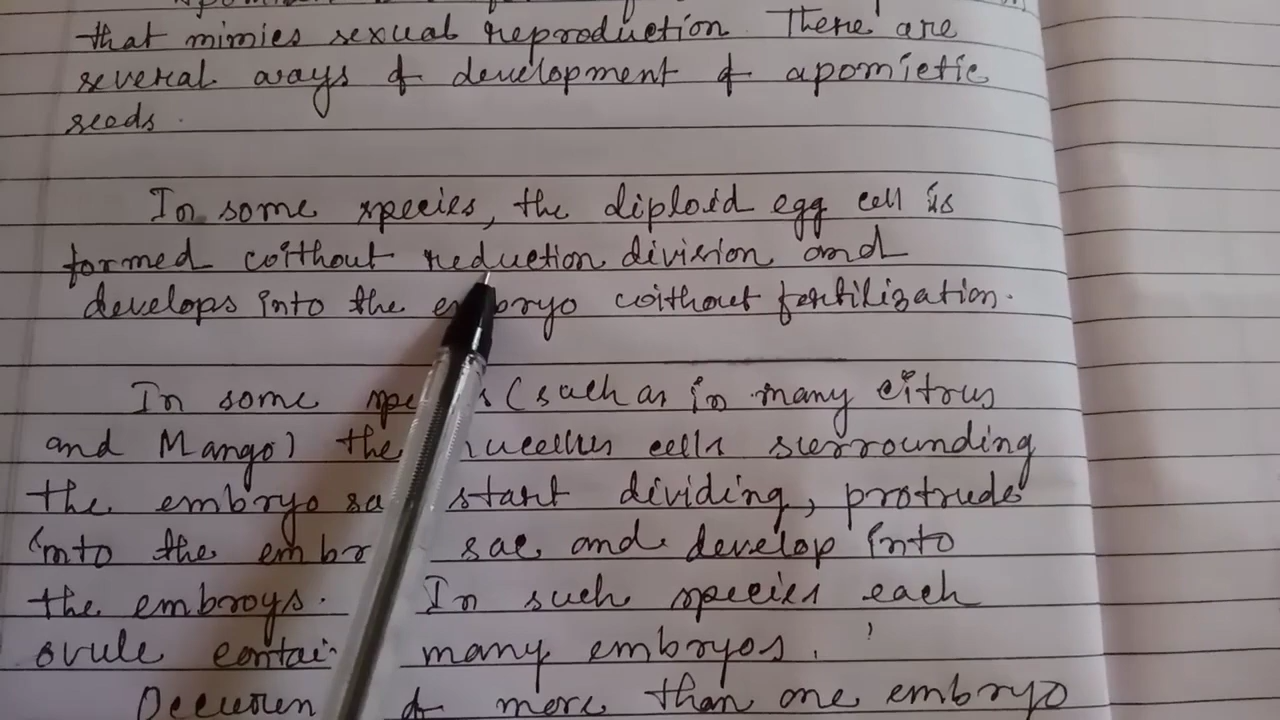 that mimics sexual reproduction. There are
several ways of development of apomictic
seeds.
In some species, the diploid egg cell is
formed without reduction division and
develops into the embryo without fertilization.
In some (such as in many citrus
and Mango) the cells surrounding
the embryo start dividing, protrude
into the sac and develop into
the embroys. In such species each
ovule many embryos.
of more than one embryo